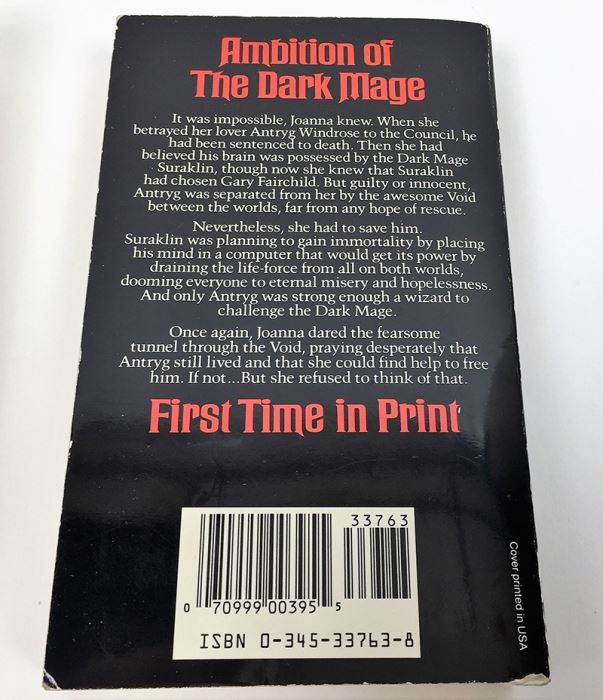 Ambition of
The Dark Mage
It was impossible, Joanna knew. When she
betrayed her lover Antryg Windrose to the Council, he
had been sentenced to death. Then she had
believed his brain was possessed by the Dark Mage
Suraklin, though now she knew that Suraklin
had chosen Gary Fairchild. But guilty or innocent,
Antryg was separated from her by the awesome Void
between the worlds, far from any hope of rescue.
Nevertheless, she had to save him.
Suraklin was planning to gain immortality by placing
his mind in a computer that would get its power by
draining the life-force from all on both worlds,
dooming everyone to eternal misery and hopelessness.
And only Antryg was strong enough a wizard to
challenge the Dark Mage.
Once again, Joanna dared the fearsome
tunnel through the Void, praying desperately that
Antryg still lived and that she could find help to free
him. If not...But she refused to think of that.
First Time in Print
33763
0 70999 00395 5
ISBN 0-345-33763-8
Cover printed in USA